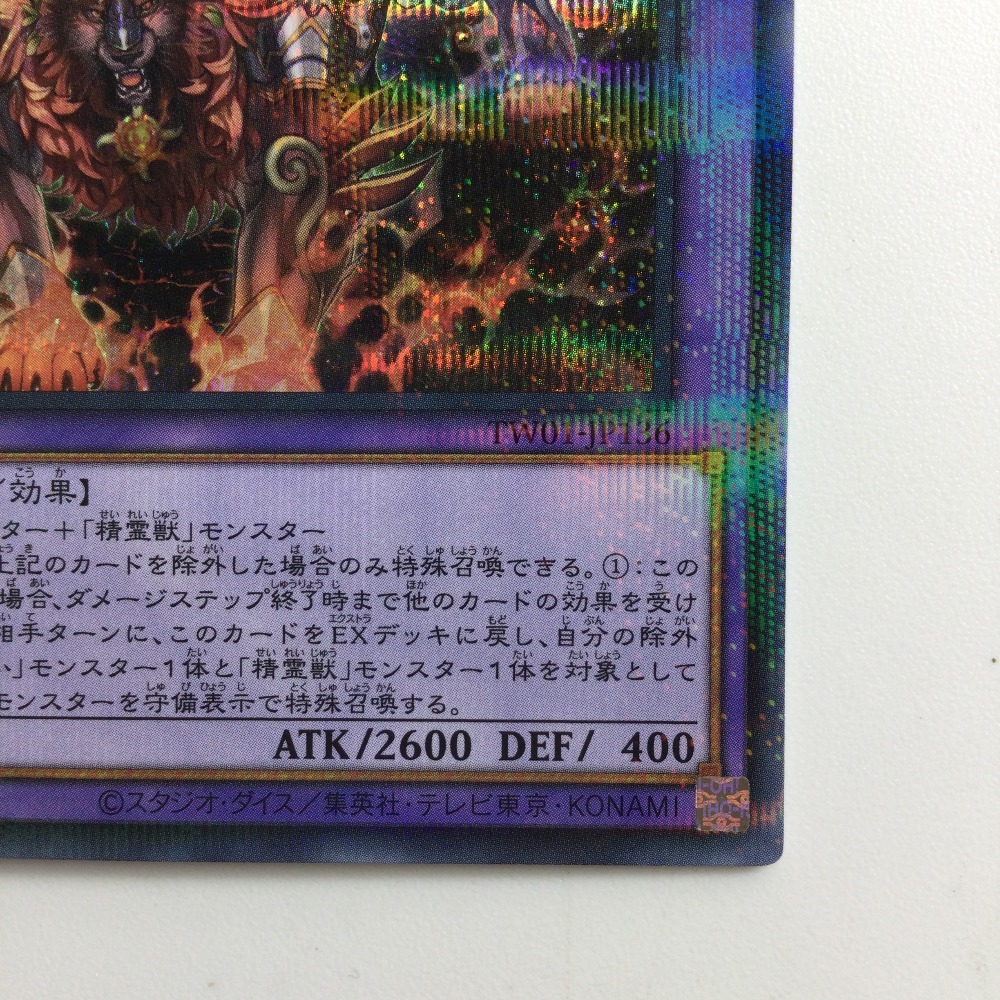 TW01-JP136
効果】
ター＋「精霊獣」モンスター
上記のカードを除外した場合のみ特殊召喚できる。①：この
場合、ダメージステップ終了時まで他のカードの効果を受け
相手ターンに、このカードをEXデッキに戻し、自分の除外
い」モンスター１体と「精霊獣」モンスター１体を対象として
モンスターを守備表示で特殊召喚する。
ATK/2600 DEF/ 400
©スタジオ・ダイス／集英社・テレビ東京・KONAMI